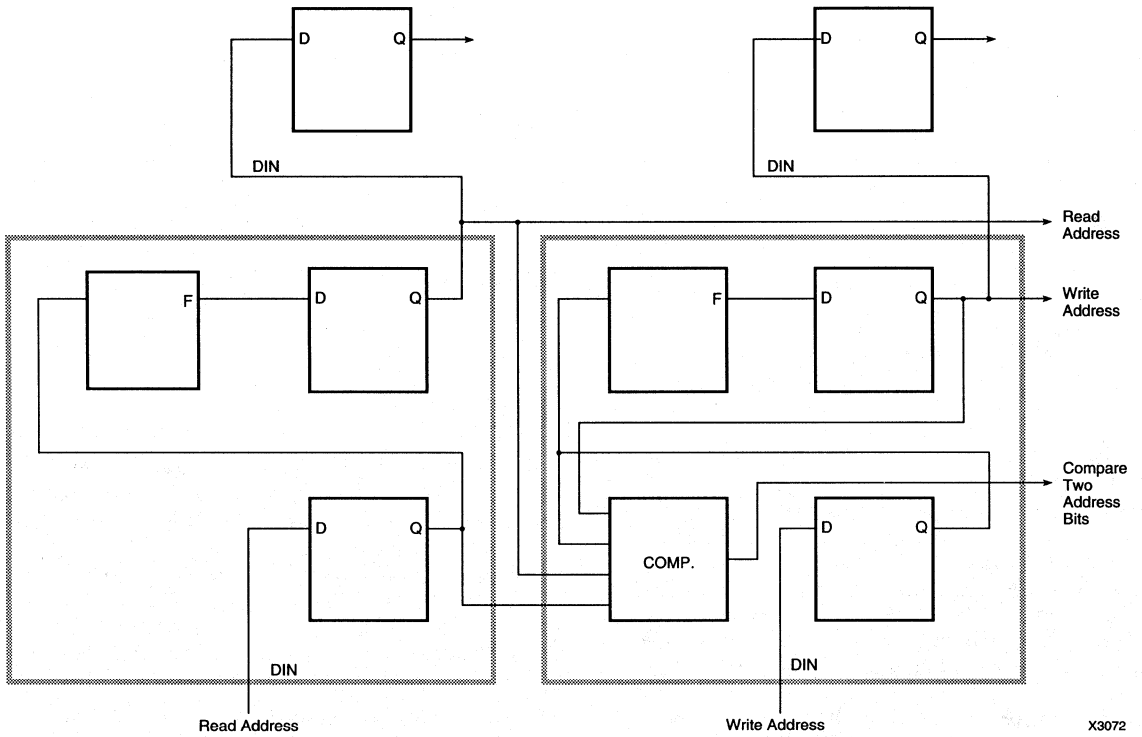 D Q
D Q
DIN
DIN
Read
Address
F
D Q
F
D Q
Write
Address
Compare
Two
Address
Bits
D Q
COMP.
D Q
DIN
DIN
Read Address
Write Address
X3072